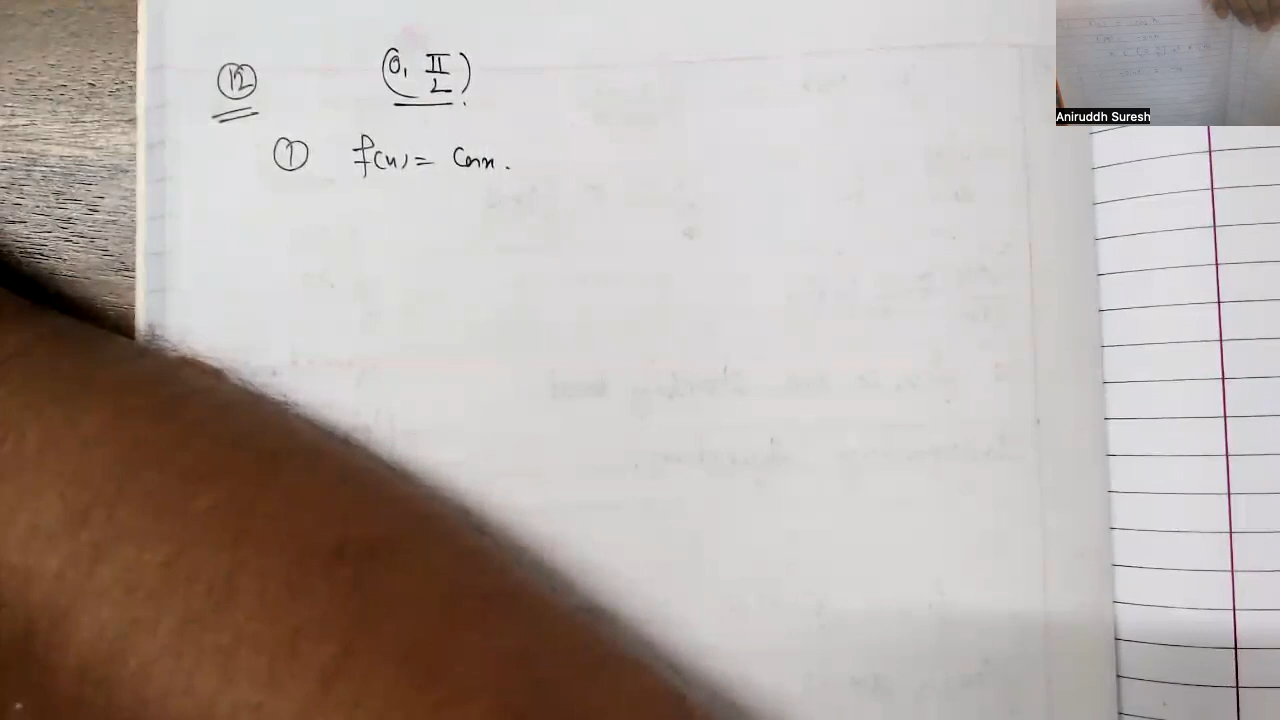 ⑫ (0, π/2)
① f(x) = cos x.
Aniruddh Suresh